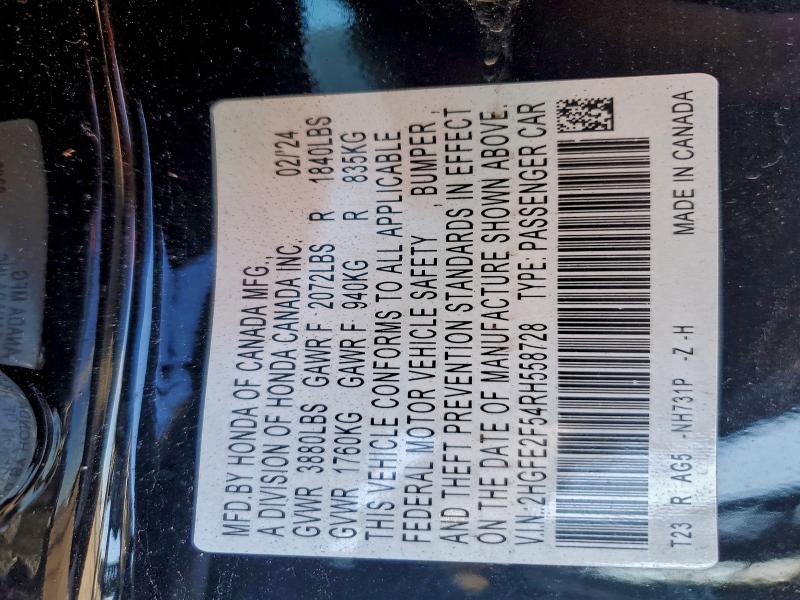 MFD BY HONDA OF CANADA MFG.,
A DIVISION OF HONDA CANADA INC. 02/'24
GVWR 3880LBS GAWR F 2072LBS R 1840LBS
GVWR 1760KG GAWR F 940KG R 835KG
THIS VEHICLE CONFORMS TO ALL APPLICABLE
FEDERAL MOTOR VEHICLE SAFETY , BUMPER ,
AND THEFT PREVENTION STANDARDS IN EFFECT
ON THE DATE OF MANUFACTURE SHOWN ABOVE.
V.I.N:2HGFE2F54RH558728 TYPE: PASSENGER CAR
T23 R AG5 -NH731P -Z -H MADE IN CANADA